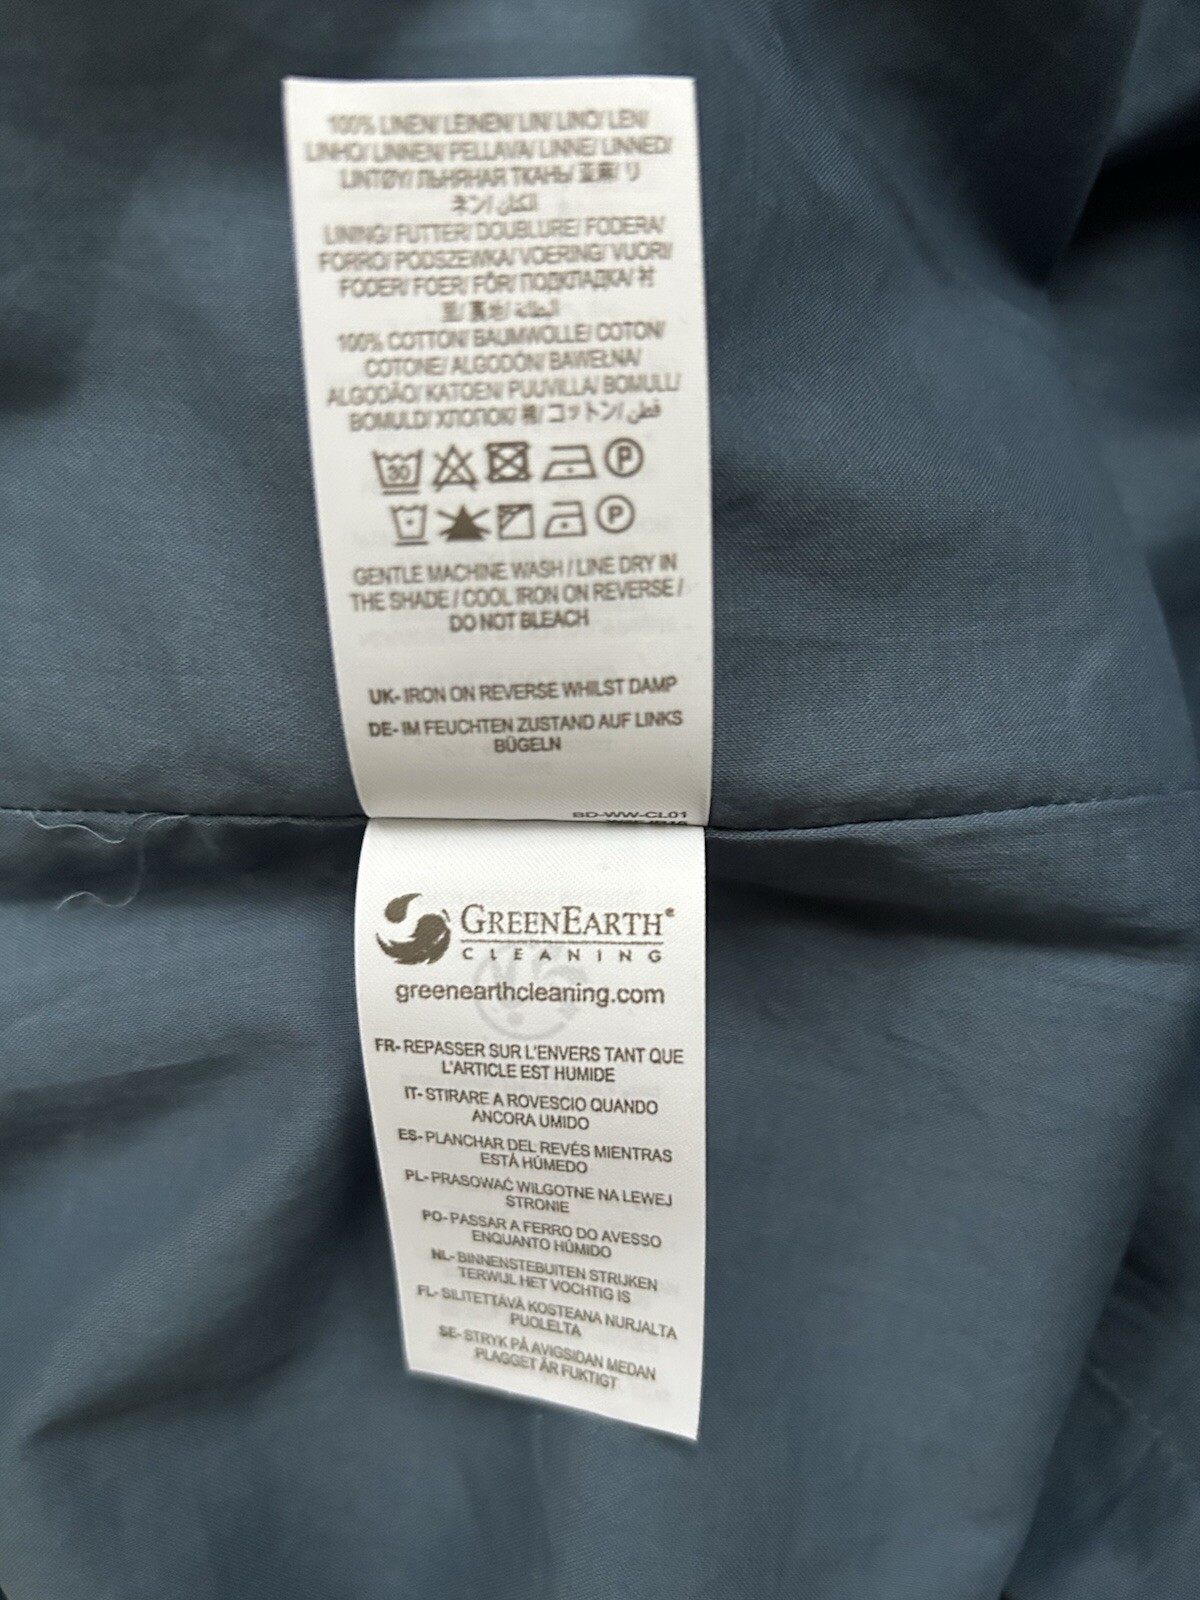 100% LINEN/ LEINEN/ LIN/ LINO/ LEN/
LINHO/ LINNEN/ PELLAVA/ LINNE/ LINNED/
LINTØY/ ЛЬНЯНАЯ ТКАНЬ/ 亚麻/ リ
ネン/ الكتان
LINING/ FUTTER/ DOUBLURE/ FODERA/
FORRO/ PODSZEWKA/ VOERING/ VUORI/
FODER/ FOER/ FÔR/ ПОДКЛАДКА/ 衬
里/ 裏地/ البطانة
100% COTTON/ BAUMWOLLE/ COTON/
COTONE/ ALGODÓN/ BAWEŁNA/
ALGODÃO/ KATOEN/ PUUVILLA/ BOMULL/
BOMULD/ ХЛОПОК/ 棉/ コットン/ قطن
30 P
P
GENTLE MACHINE WASH / LINE DRY IN
THE SHADE / COOL IRON ON REVERSE /
DO NOT BLEACH
UK- IRON ON REVERSE WHILST DAMP
DE- IM FEUCHTEN ZUSTAND AUF LINKS
BÜGELN
BD-WW-CL01
GREENEARTH®
CLEANING
greenearthcleaning.com
FR- REPASSER SUR L'ENVERS TANT QUE
L'ARTICLE EST HUMIDE
IT- STIRARE A ROVESCIO QUANDO
ANCORA UMIDO
ES- PLANCHAR DEL REVÉS MIENTRAS
ESTÁ HÚMEDO
PL- PRASOWAĆ WILGOTNE NA LEWEJ
STRONIE
PO- PASSAR A FERRO DO AVESSO
ENQUANTO HÚMIDO
NL- BINNENSTEBUITEN STRIJKEN
TERWIJL HET VOCHTIG IS
FL- SILITETTÄVÄ KOSTEANA NURJALTA
PUOLELTA
SE- STRYK PÅ AVIGSIDAN MEDAN
PLAGGET ÄR FUKTIGT